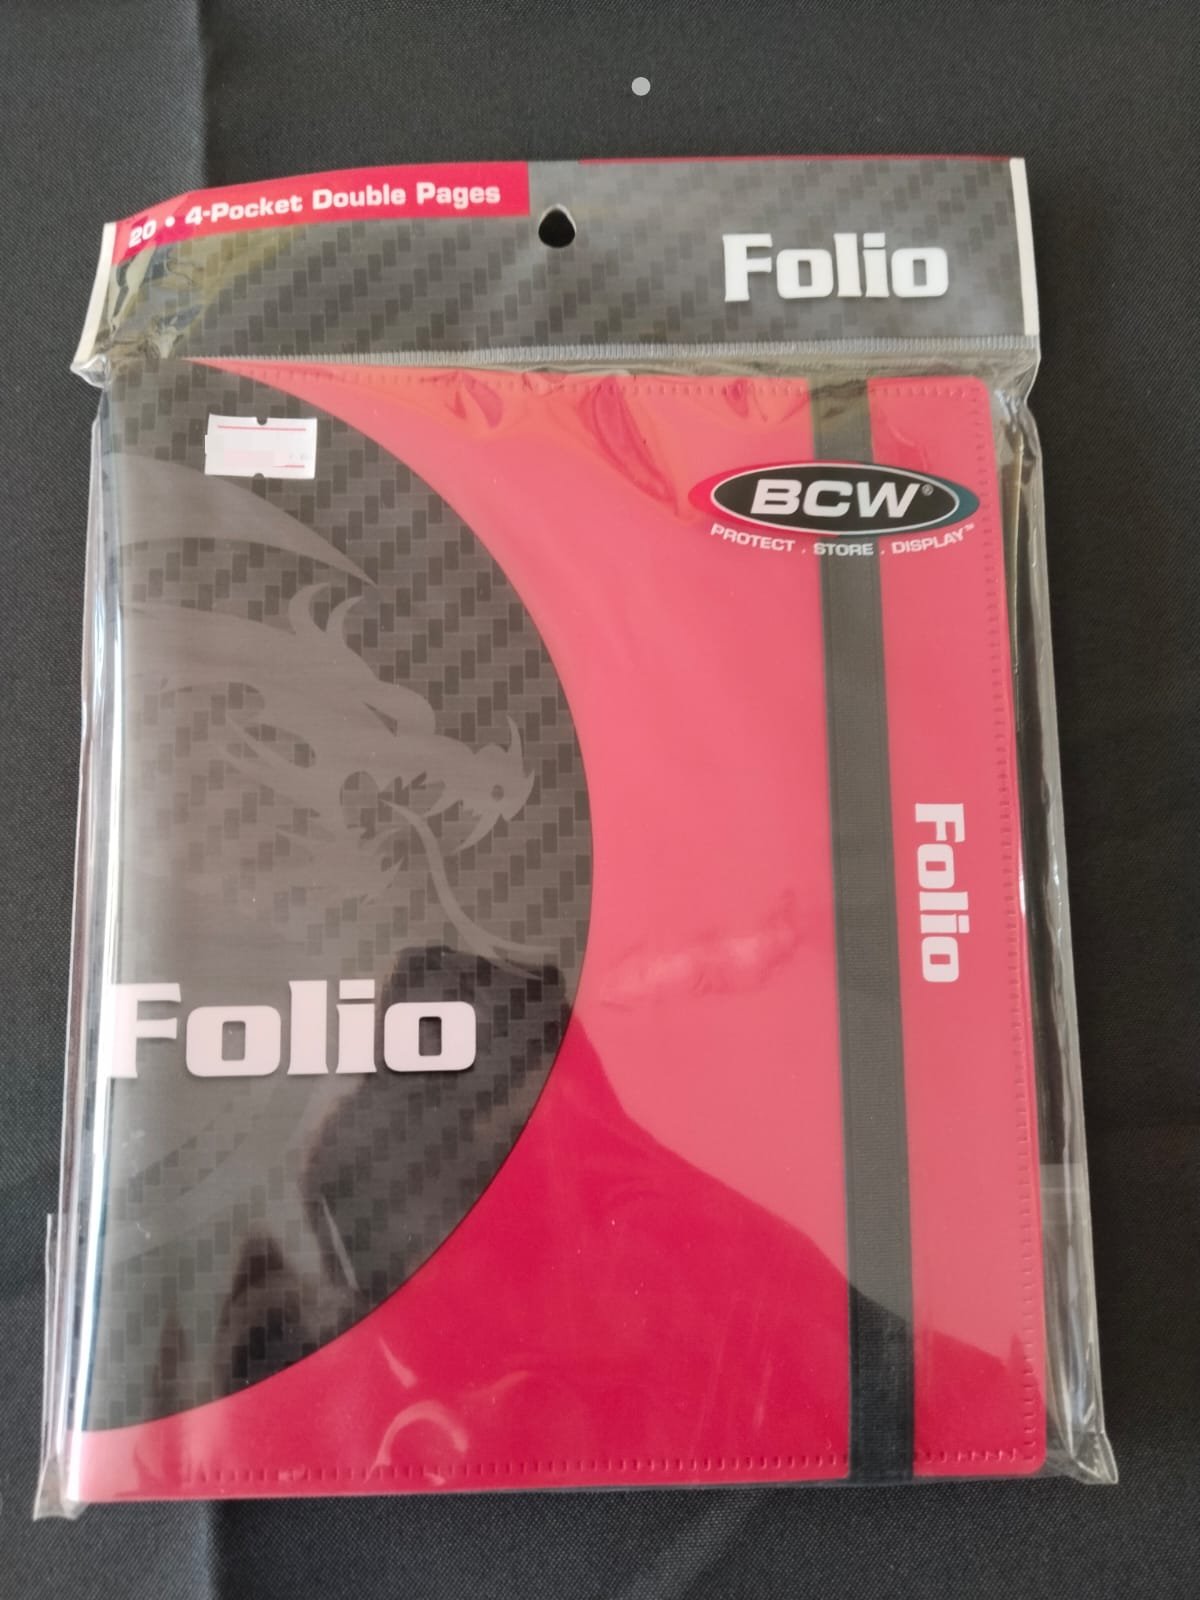 20 • 4-Pocket Double Pages
Folio
BCW®
PROTECT . STORE . DISPLAY™
Folio
Folio